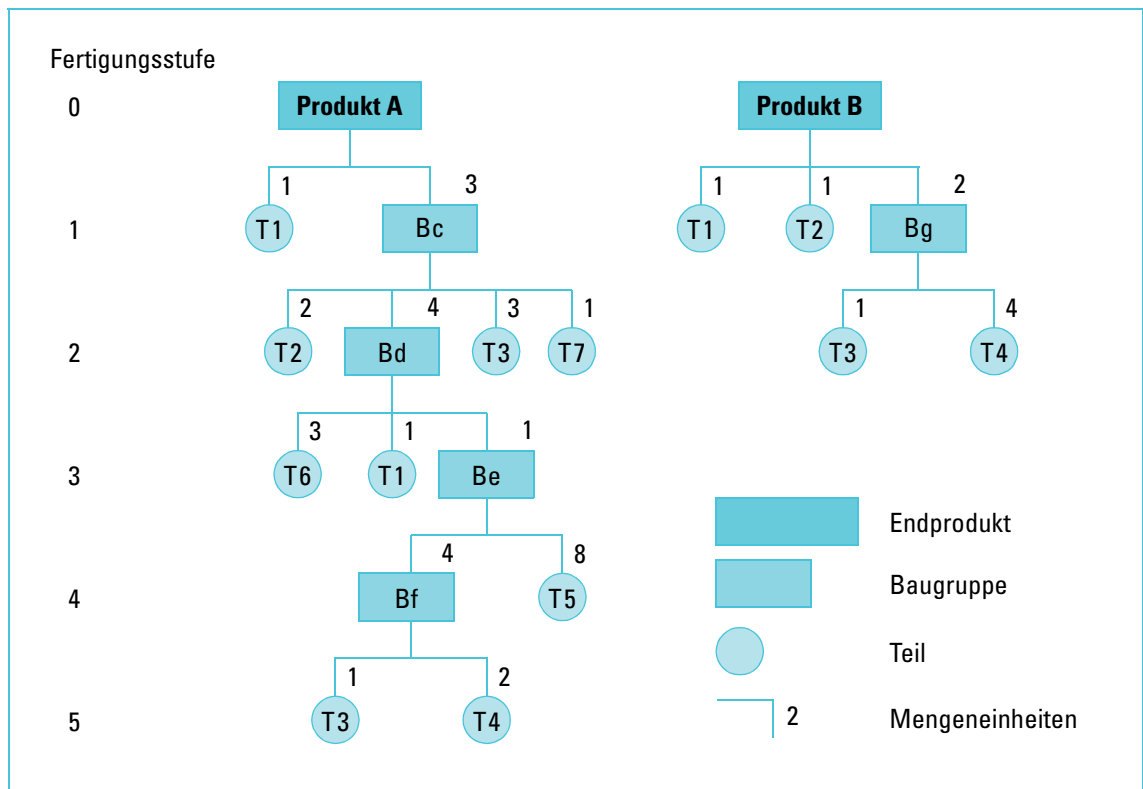 Fertigungsstufe
0 Produkt A Produkt B
1 3 1 1 2
1 T1 Bc T1 T2 Bg
2 4 3 1 1 4
2 T2 Bd T3 T7 T3 T4
3 1 1
3 T6 T1 Be
Endprodukt
4 8
4 Bf T5 Baugruppe
Teil
1 2
5 T3 T4 2 Mengeneinheiten